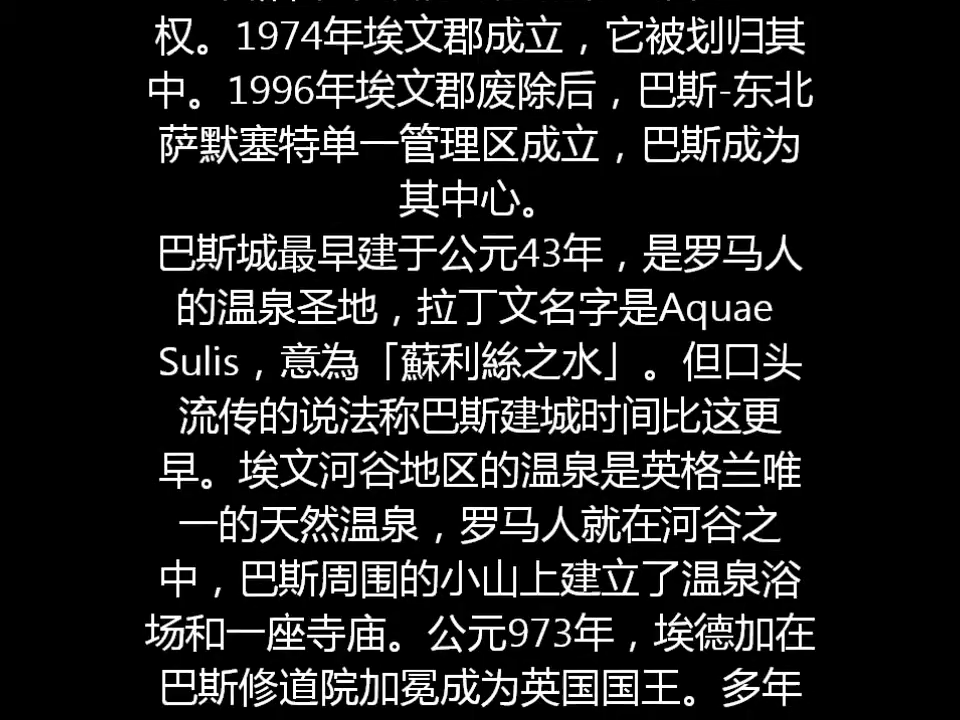 权。1974年埃文郡成立，它被划归其
中。1996年埃文郡废除后，巴斯-东北
萨默塞特单一管理区成立，巴斯成为
其中心。
巴斯城最早建于公元43年，是罗马人
的温泉圣地，拉丁文名字是Aquae
Sulis，意為「蘇利絲之水」。但口头
流传的说法称巴斯建城时间比这更
早。埃文河谷地区的温泉是英格兰唯
一的天然温泉，罗马人就在河谷之
中，巴斯周围的小山上建立了温泉浴
场和一座寺庙。公元973年，埃德加在
巴斯修道院加冕成为英国国王。多年